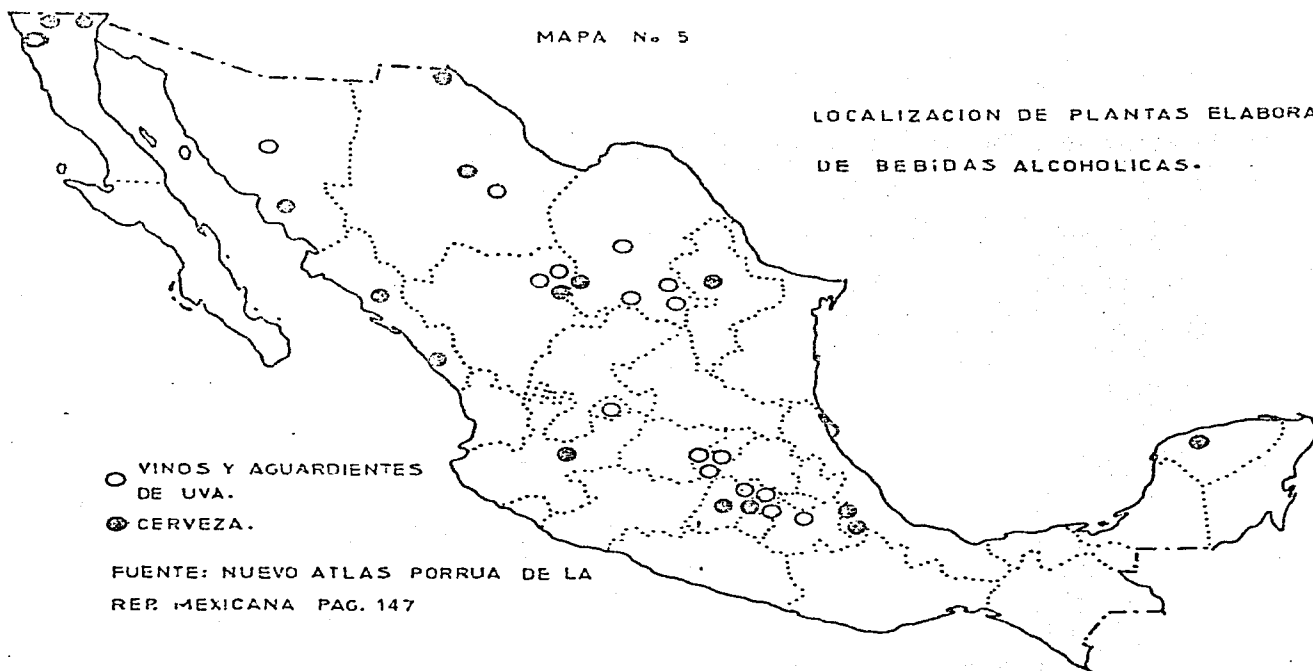 MAPA No 5
LOCALIZACION DE PLANTAS ELABORA
DE BEBIDAS ALCOHOLICAS.
VINOS Y AGUARDIENTES
DE UVA.
CERVEZA.
FUENTE: NUEVO ATLAS PORRUA DE LA
REP. MEXICANA PAG. 147